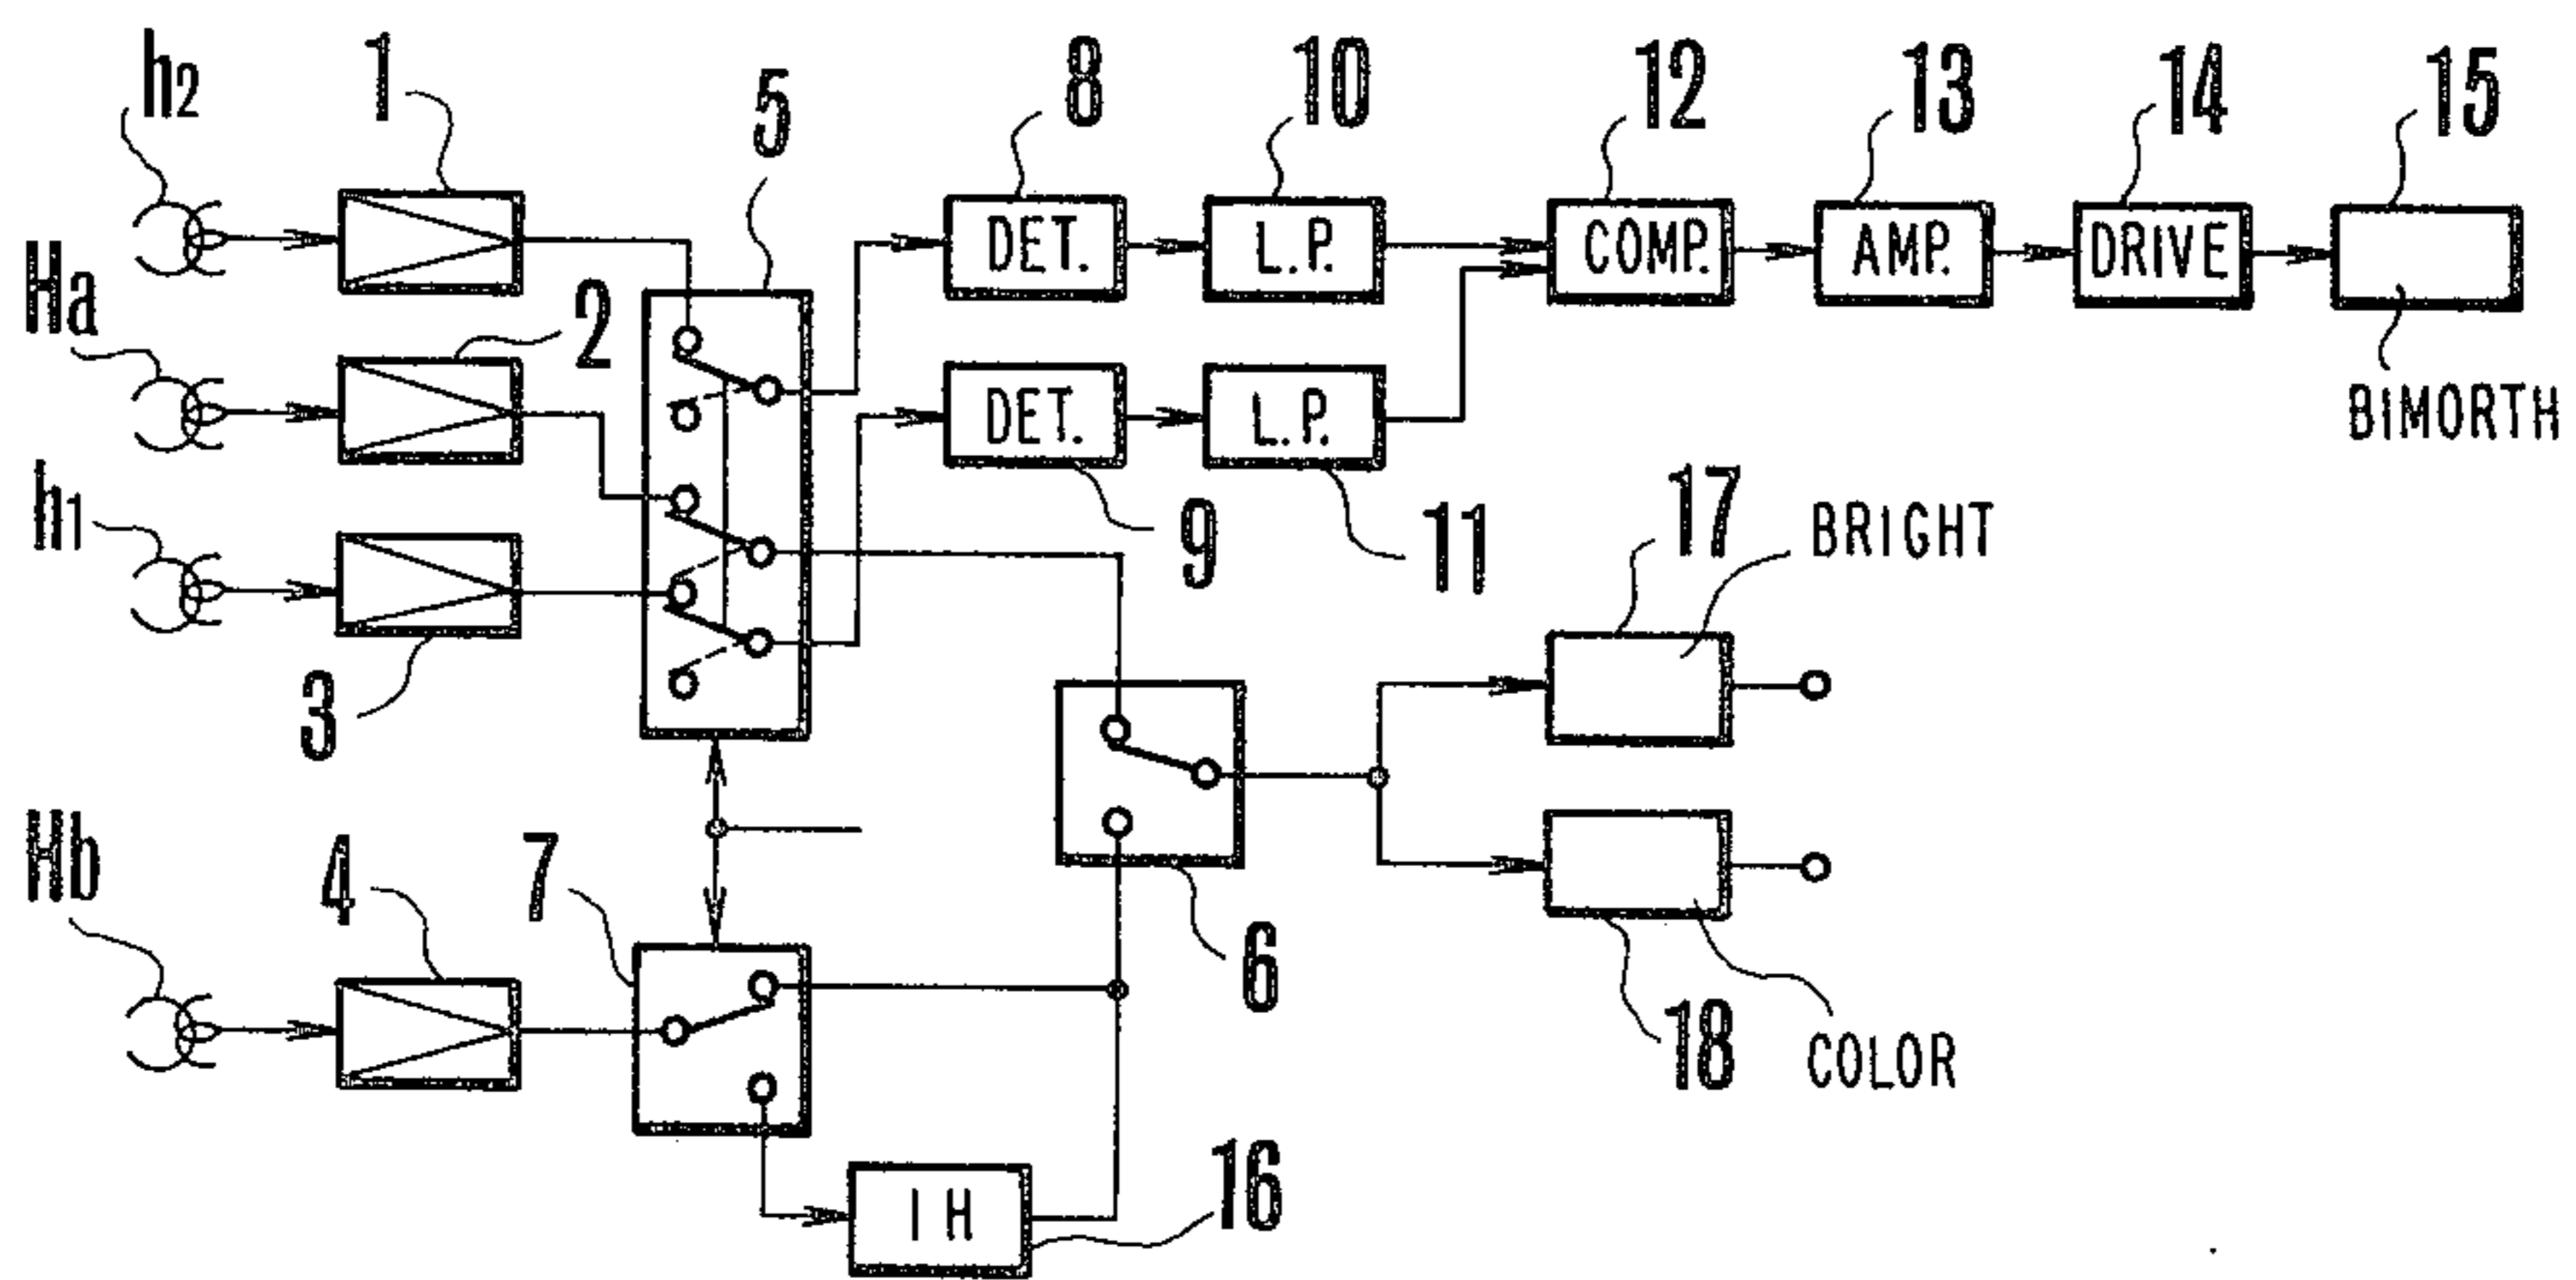 h2 1 5 8 10 12 13 14 15
DET. L.P. COMP. AMP. DRIVE
Ha 2
DET. L.P. BIMORTH
h1 9 11 17 BRIGHT
3
Hb 4 7 6
18 COLOR
1H 16